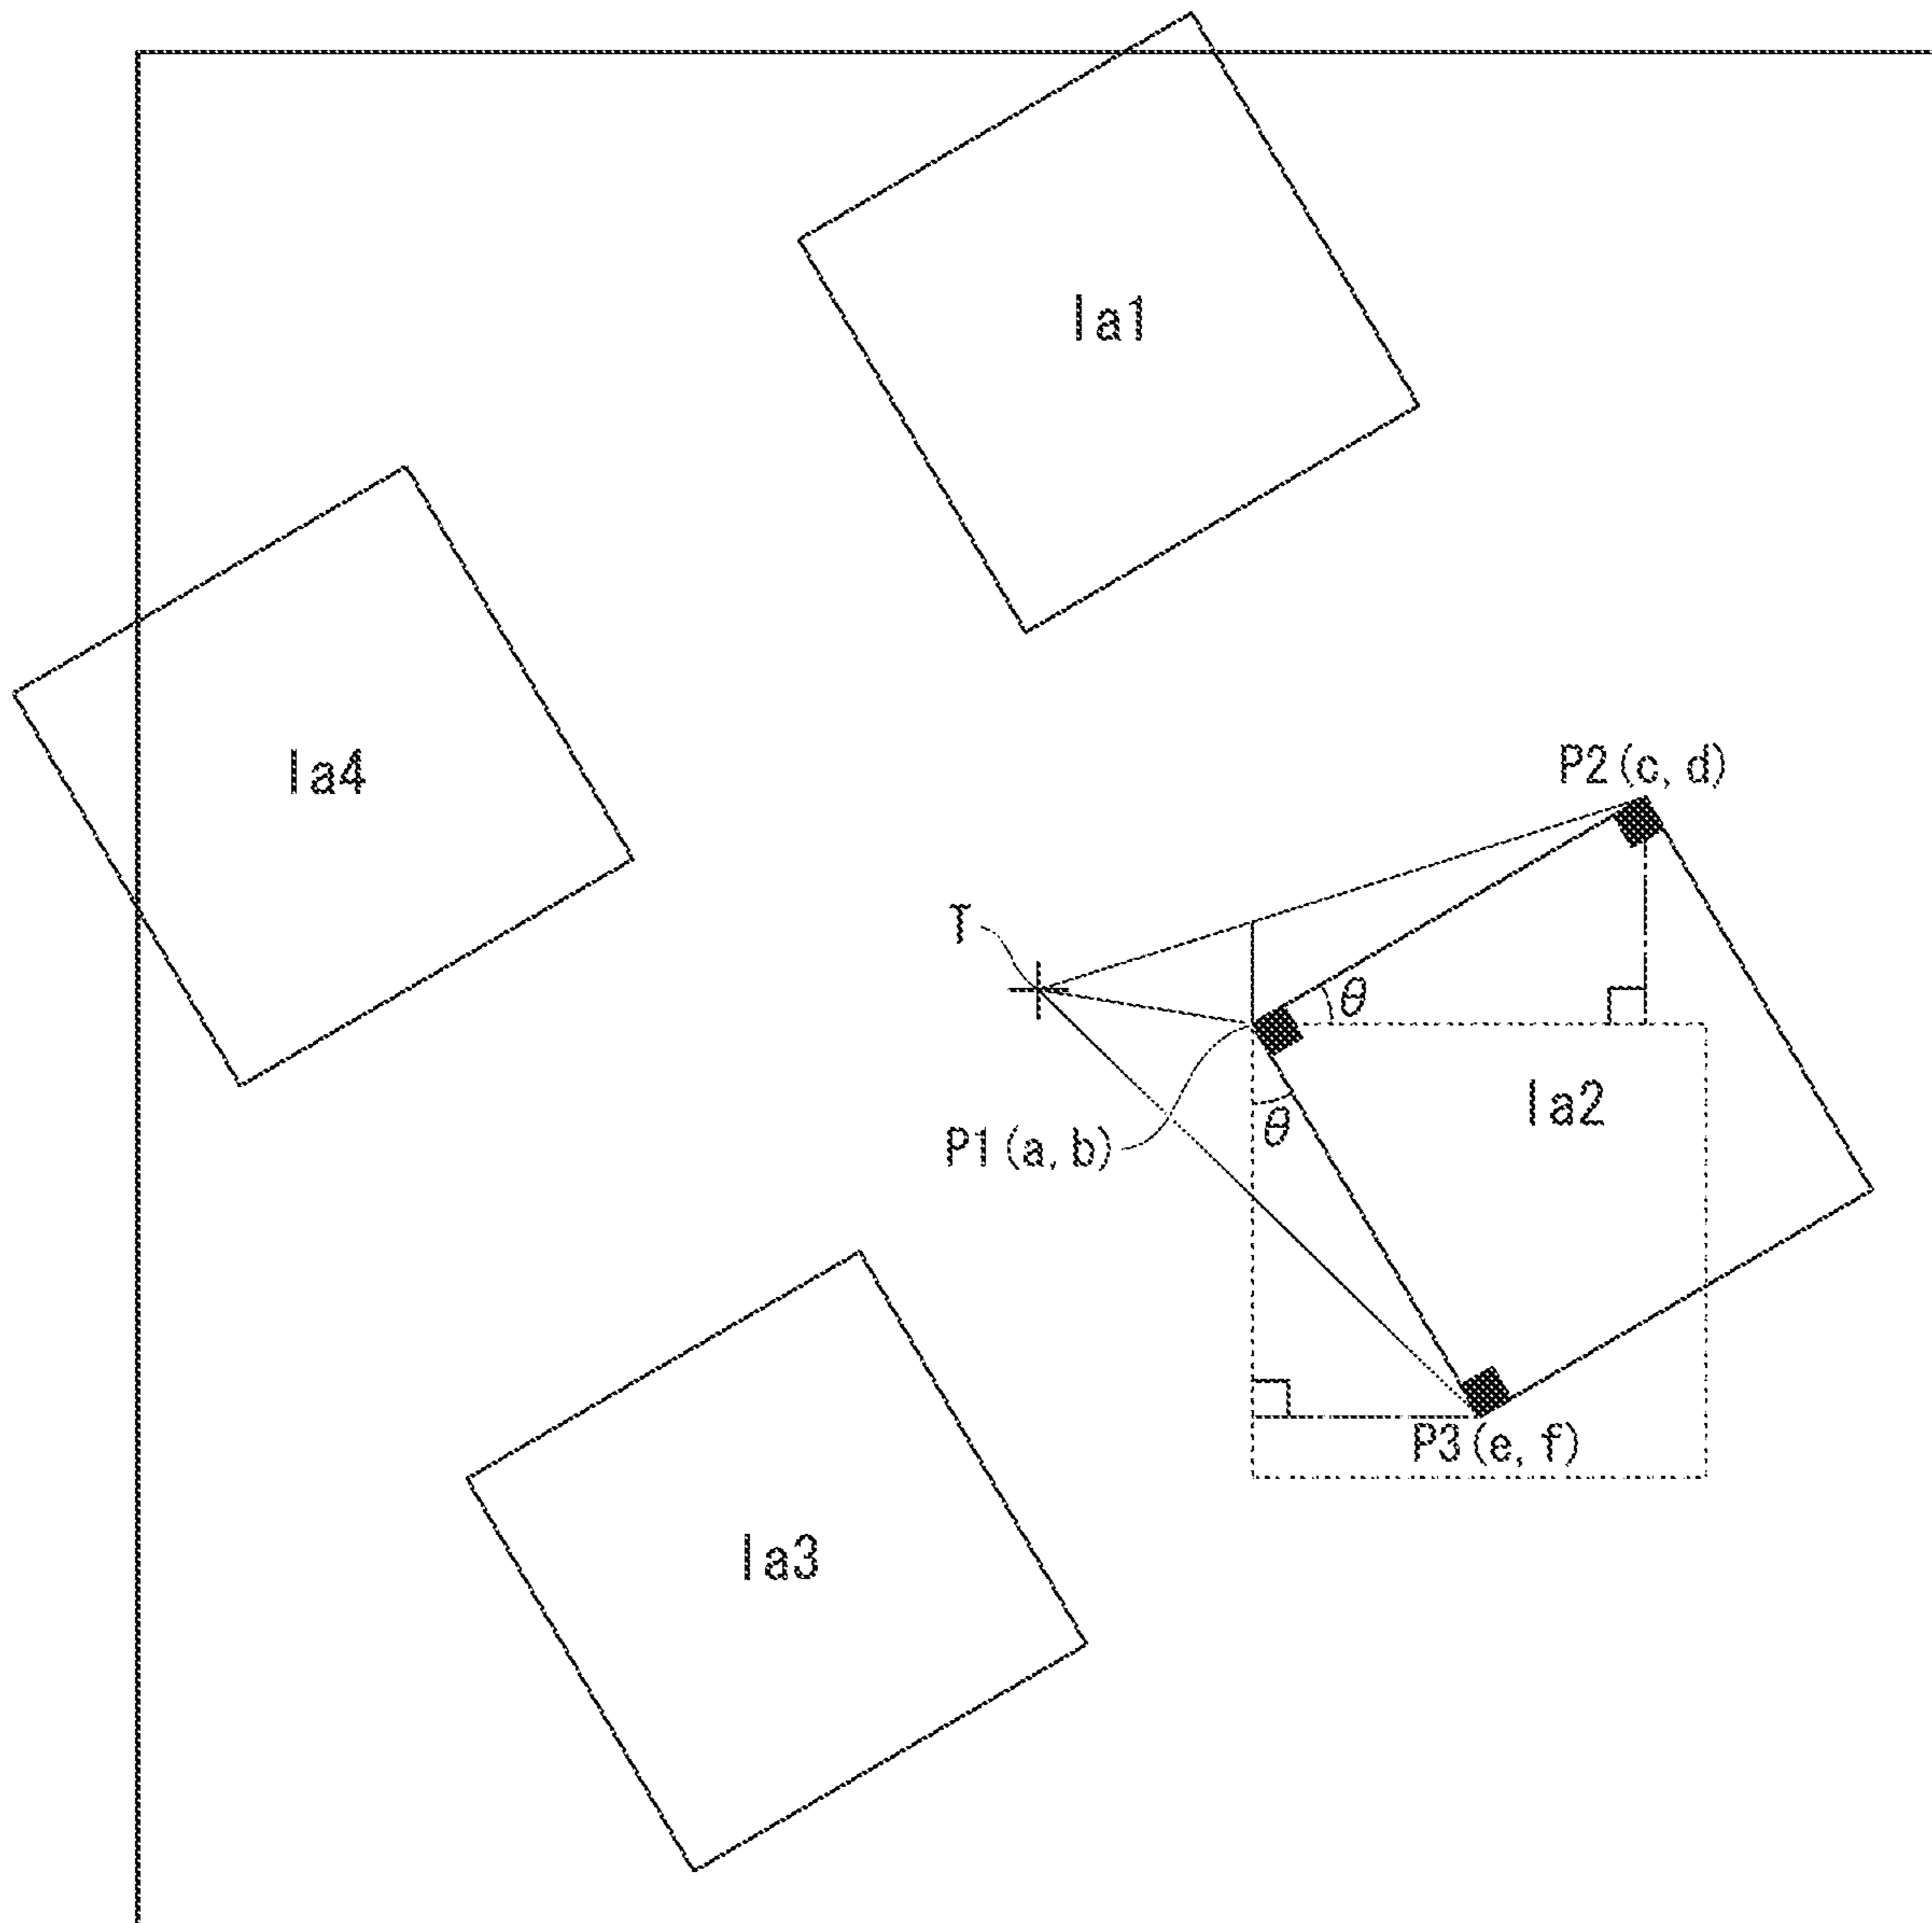 Ia1
Ia4
P2(c, d)
T
θ
Ia2
P1(a, b)
θ
P3(e, f)
Ia3